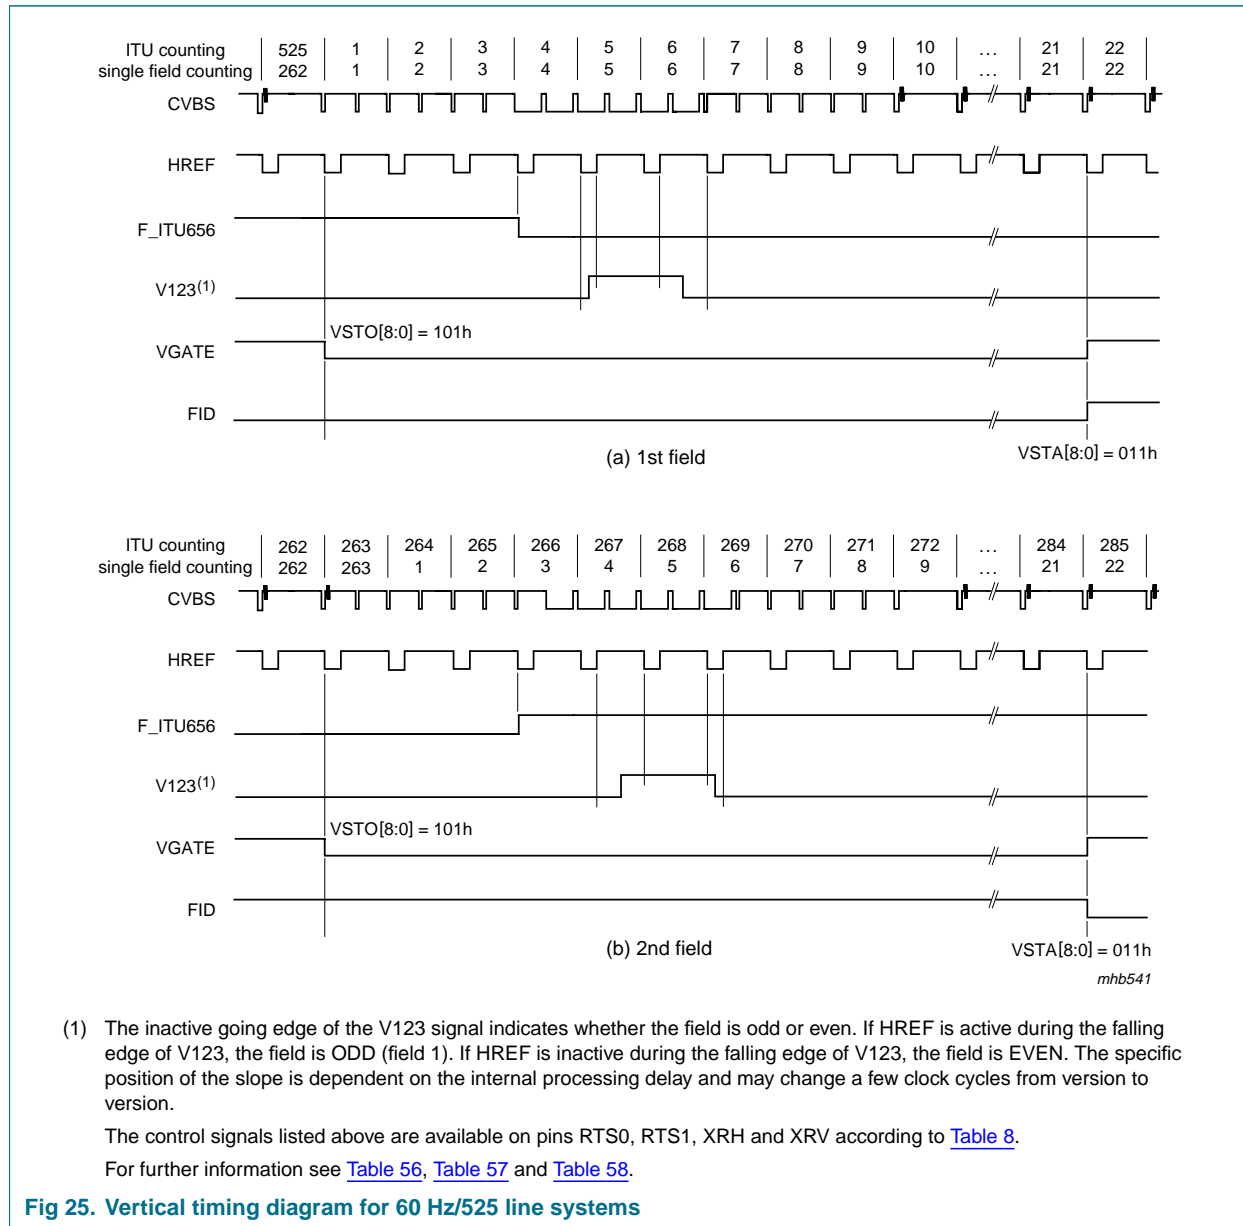 ITU counting 525 1 2 3 4 5 6 7 8 9 10 ... 21 22
single field counting 262 1 2 3 4 5 6 7 8 9 10 ... 21 22
CVBS
HREF
F_ITU656
V123(1)
VSTO[8:0] = 101h
VGATE
FID
(a) 1st field
VSTA[8:0] = 011h
ITU counting 262 263 264 265 266 267 268 269 270 271 272 ... 284 285
single field counting 262 263 1 2 3 4 5 6 7 8 9 ... 21 22
CVBS
HREF
F_ITU656
V123(1)
VSTO[8:0] = 101h
VGATE
FID
(b) 2nd field
VSTA[8:0] = 011h
mhb541
(1) The inactive going edge of the V123 signal indicates whether the field is odd or even. If HREF is active during the falling
edge of V123, the field is ODD (field 1). If HREF is inactive during the falling edge of V123, the field is EVEN. The specific
position of the slope is dependent on the internal processing delay and may change a few clock cycles from version to
version.
The control signals listed above are available on pins RTS0, RTS1, XRH and XRV according to Table 8.
For further information see Table 56, Table 57 and Table 58.
Fig 25. Vertical timing diagram for 60 Hz/525 line systems